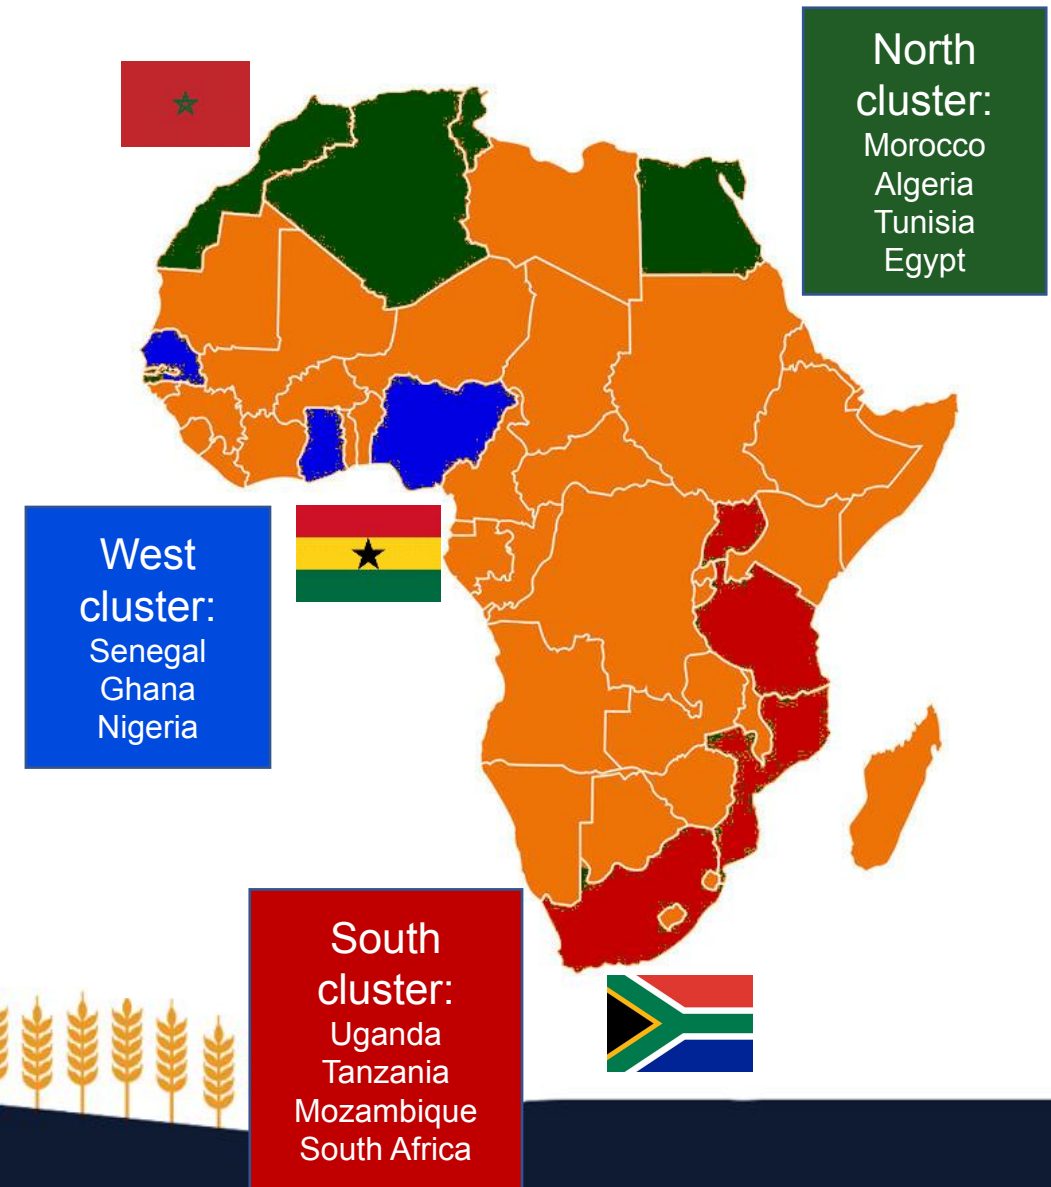 North
cluster:
Morocco
Algeria
Tunisia
Egypt
West
cluster:
Senegal
Ghana
Nigeria
South
cluster:
Uganda
Tanzania
Mozambique
South Africa